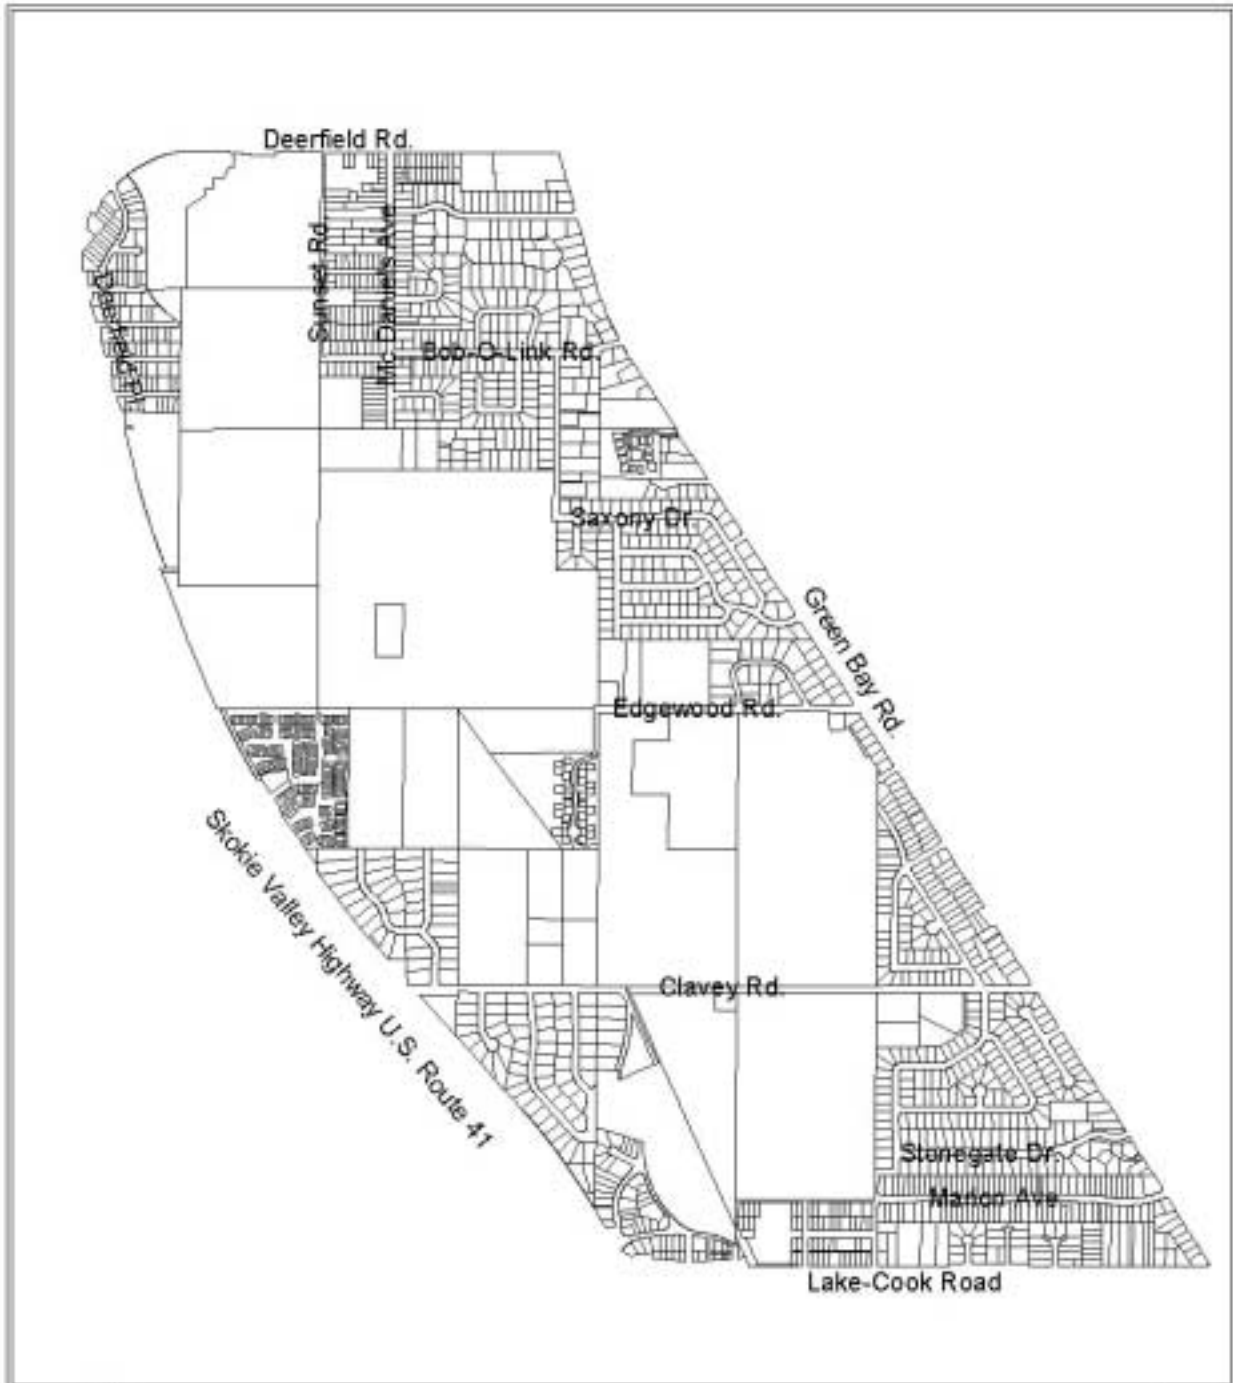 Deerfield Rd.
Sunset Rd.
Mc Daniels Ave
Deerfield Pl.
Bob-O-Link Rd.
Saxony Dr.
Green Bay Rd.
Edgewood Rd.
Skokie Valley Highway U.S. Route 41
Clavey Rd.
Stonegate Dr.
Marion Ave.
Lake-Cook Road